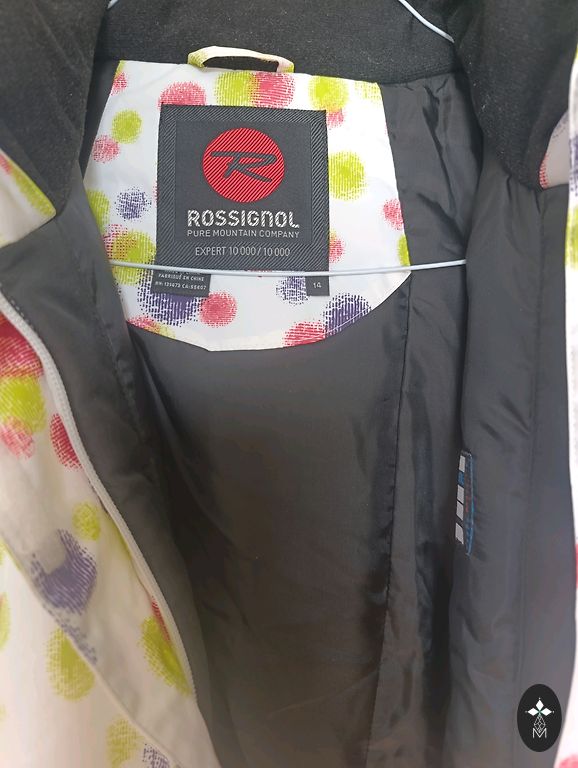 R
ROSSIGNOL
PURE MOUNTAIN COMPANY
EXPERT 10 000 / 10 000
FABRIQUÉ EN CHINE
14
M